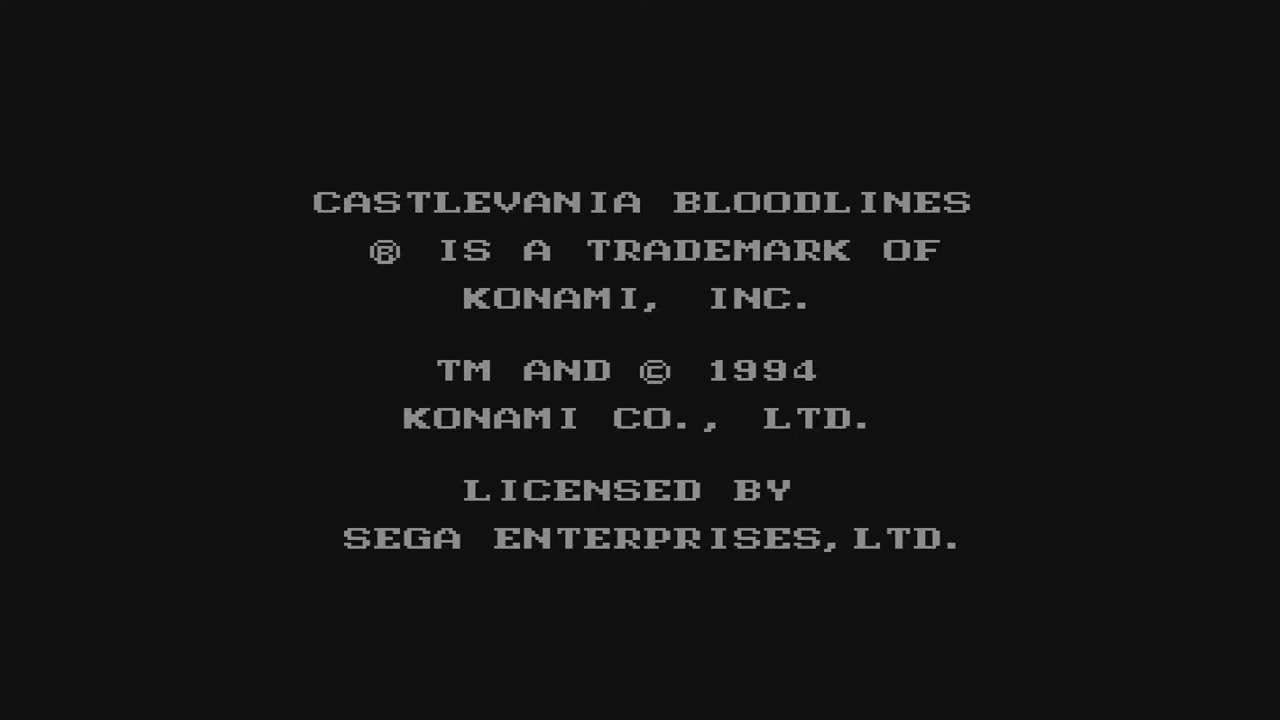 CASTLEVANIA BLOODLINES
® IS A TRADEMARK OF
KONAMI, INC.
TM AND © 1994
KONAMI CO., LTD.
LICENSED BY
SEGA ENTERPRISES,LTD.